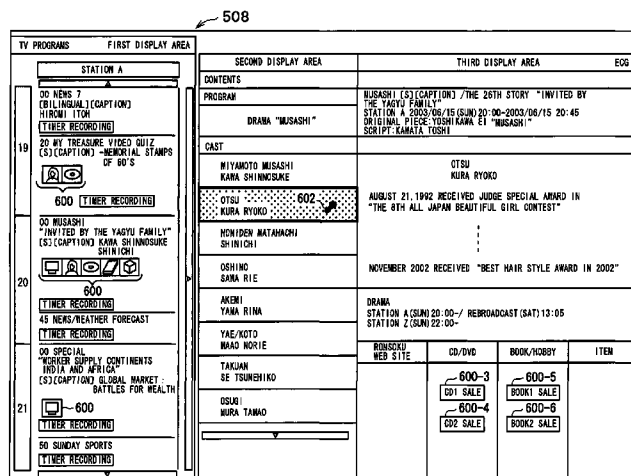 508
TV PROGRAMS FIRST DISPLAY AREA
STATION A
19
00 NEWS 7
[BILINGUAL][CAPTION]
HIROMI ITOH
TIMER RECORDING
20 MY TREASURE VIDEO QUIZ
[S][CAPTION] -MEMORIAL STAMPS
OF 60'S
600 TIMER RECORDING
20
00 MUSASHI
"INVITED BY THE YAGYU FAMILY"
[S][CAPTION] KAWA SHINNOSUKE
SHINICHI
600
TIMER RECORDING
45 NEWS/WEATHER FORECAST
TIMER RECORDING
21
00 SPECIAL
"WORKER SUPPLY CONTINENTS
INDIA AND AFRICA"
[S][CAPTION] GLOBAL MARKET :
BATTLES FOR WEALTH
600
TIMER RECORDING
50 SUNDAY SPORTS
TIMER RECORDING
SECOND DISPLAY AREA
CONTENTS
PROGRAM
DRAMA "MUSASHI"
CAST
MIYAMOTO MUSASHI
KAWA SHINNOSUKE
OTSU 602
KURA RYOKO
HONIDEN MATAHACHI
SHINICHI
OSHINO
SAWA RIE
AKEMI
YAMA RINA
YAE/KOTO
MAAO NORIE
TAKUAN
SE TSUNEHIKO
OSUGI
MURA TAMAO
THIRD DISPLAY AREA ECG
MUSASHI [S][CAPTION] /THE 26TH STORY "INVITED BY
THE YAGYU FAMILY"
STATION A 2003/06/15(SUN)20:00-2003/06/15 20:45
ORIGINAL PIECE:YOSHIKAWA EI "MUSASHI"
SCRIPT:KAMATA TOSHI
OTSU
KURA RYOKO
AUGUST 21,1992 RECEIVED JUDGE SPECIAL AWARD IN
"THE 8TH ALL JAPAN BEAUTIFUL GIRL CONTEST"
NOVEMBER 2002 RECEIVED "BEST HAIR STYLE AWARD IN 2002"
DRAMA
STATION A(SUN)20:00-/ REBROADCAST(SAT)13:05
STATION Z(SUN)22:00-
RONSOKU
WEB SITE
CD/DVD BOOK/HOBBY ITEM
600-3 600-5
CD1 SALE BOOK1 SALE
600-4 600-6
CD2 SALE BOOK2 SALE